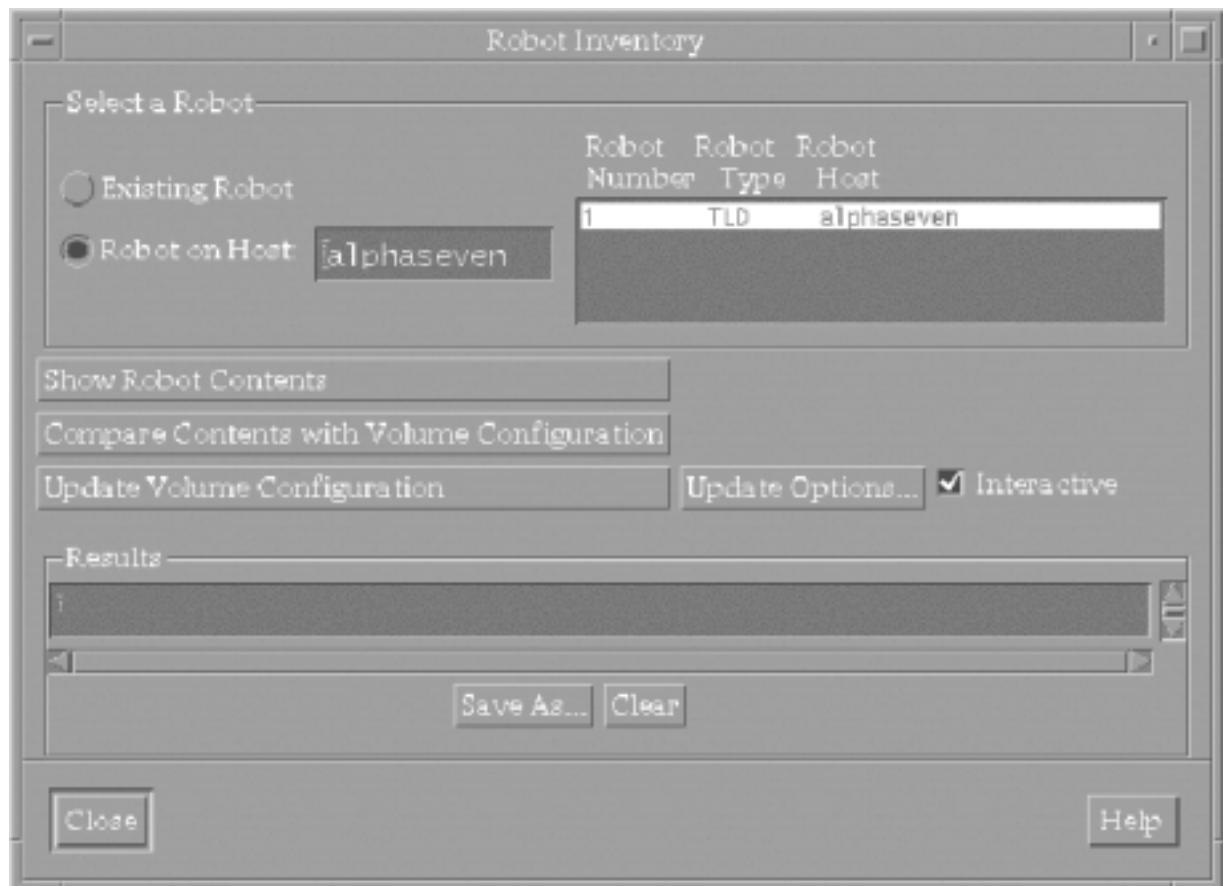 Robot Inventory
Select a Robot
Existing Robot
Robot on Host:
alphaseven
Robot Robot Robot
Number Type Host
1 TLD alphaseven
Show Robot Contents
Compare Contents with Volume Configuration
Update Volume Configuration
Update Options...
Interactive
Results
Save As...
Clear
Close
Help